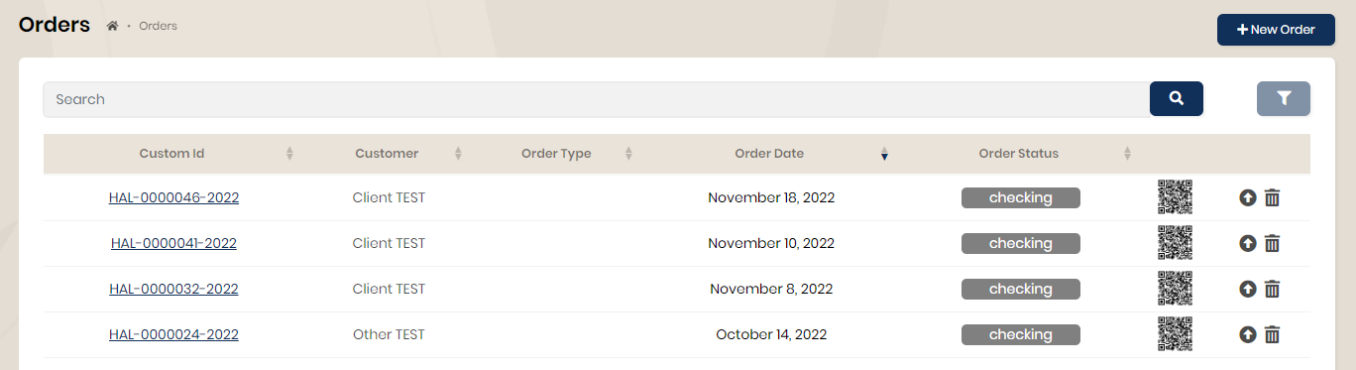 Orders • Orders
+ New Order
Search
Custom Id Customer Order Type Order Date Order Status
HAL-0000046-2022 Client TEST November 18, 2022 checking
HAL-0000041-2022 Client TEST November 10, 2022 checking
HAL-0000032-2022 Client TEST November 8, 2022 checking
HAL-0000024-2022 Other TEST October 14, 2022 checking